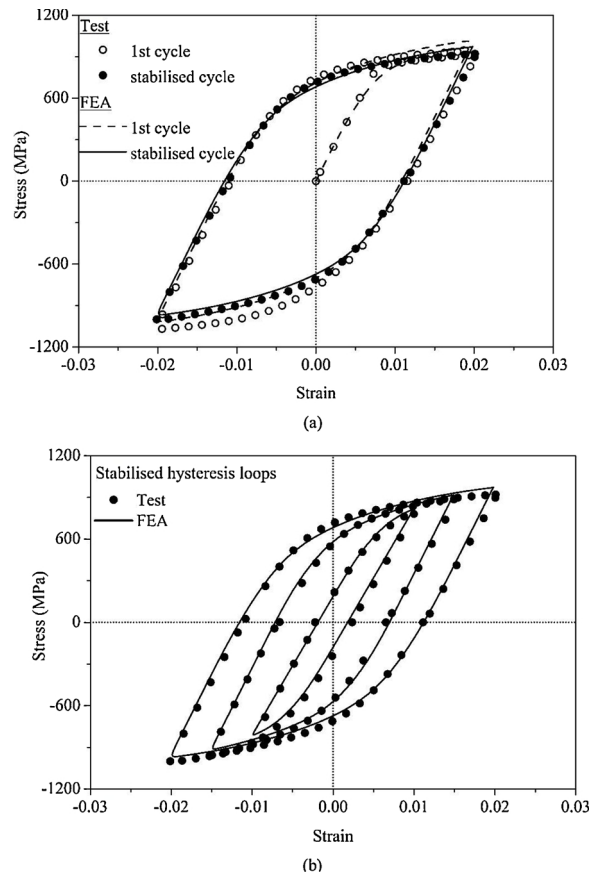 Test
1st cycle
stabilised cycle
FEA
1st cycle
stabilised cycle
1200
600
0
-600
-1200
Stress (MPa)
-0.03 -0.02 -0.01 0.00 0.01 0.02 0.03
Strain
(a)
Stabilised hysteresis loops
Test
FEA
1200
600
0
-600
-1200
Stress (MPa)
-0.03 -0.02 -0.01 0.00 0.01 0.02 0.03
Strain
(b)